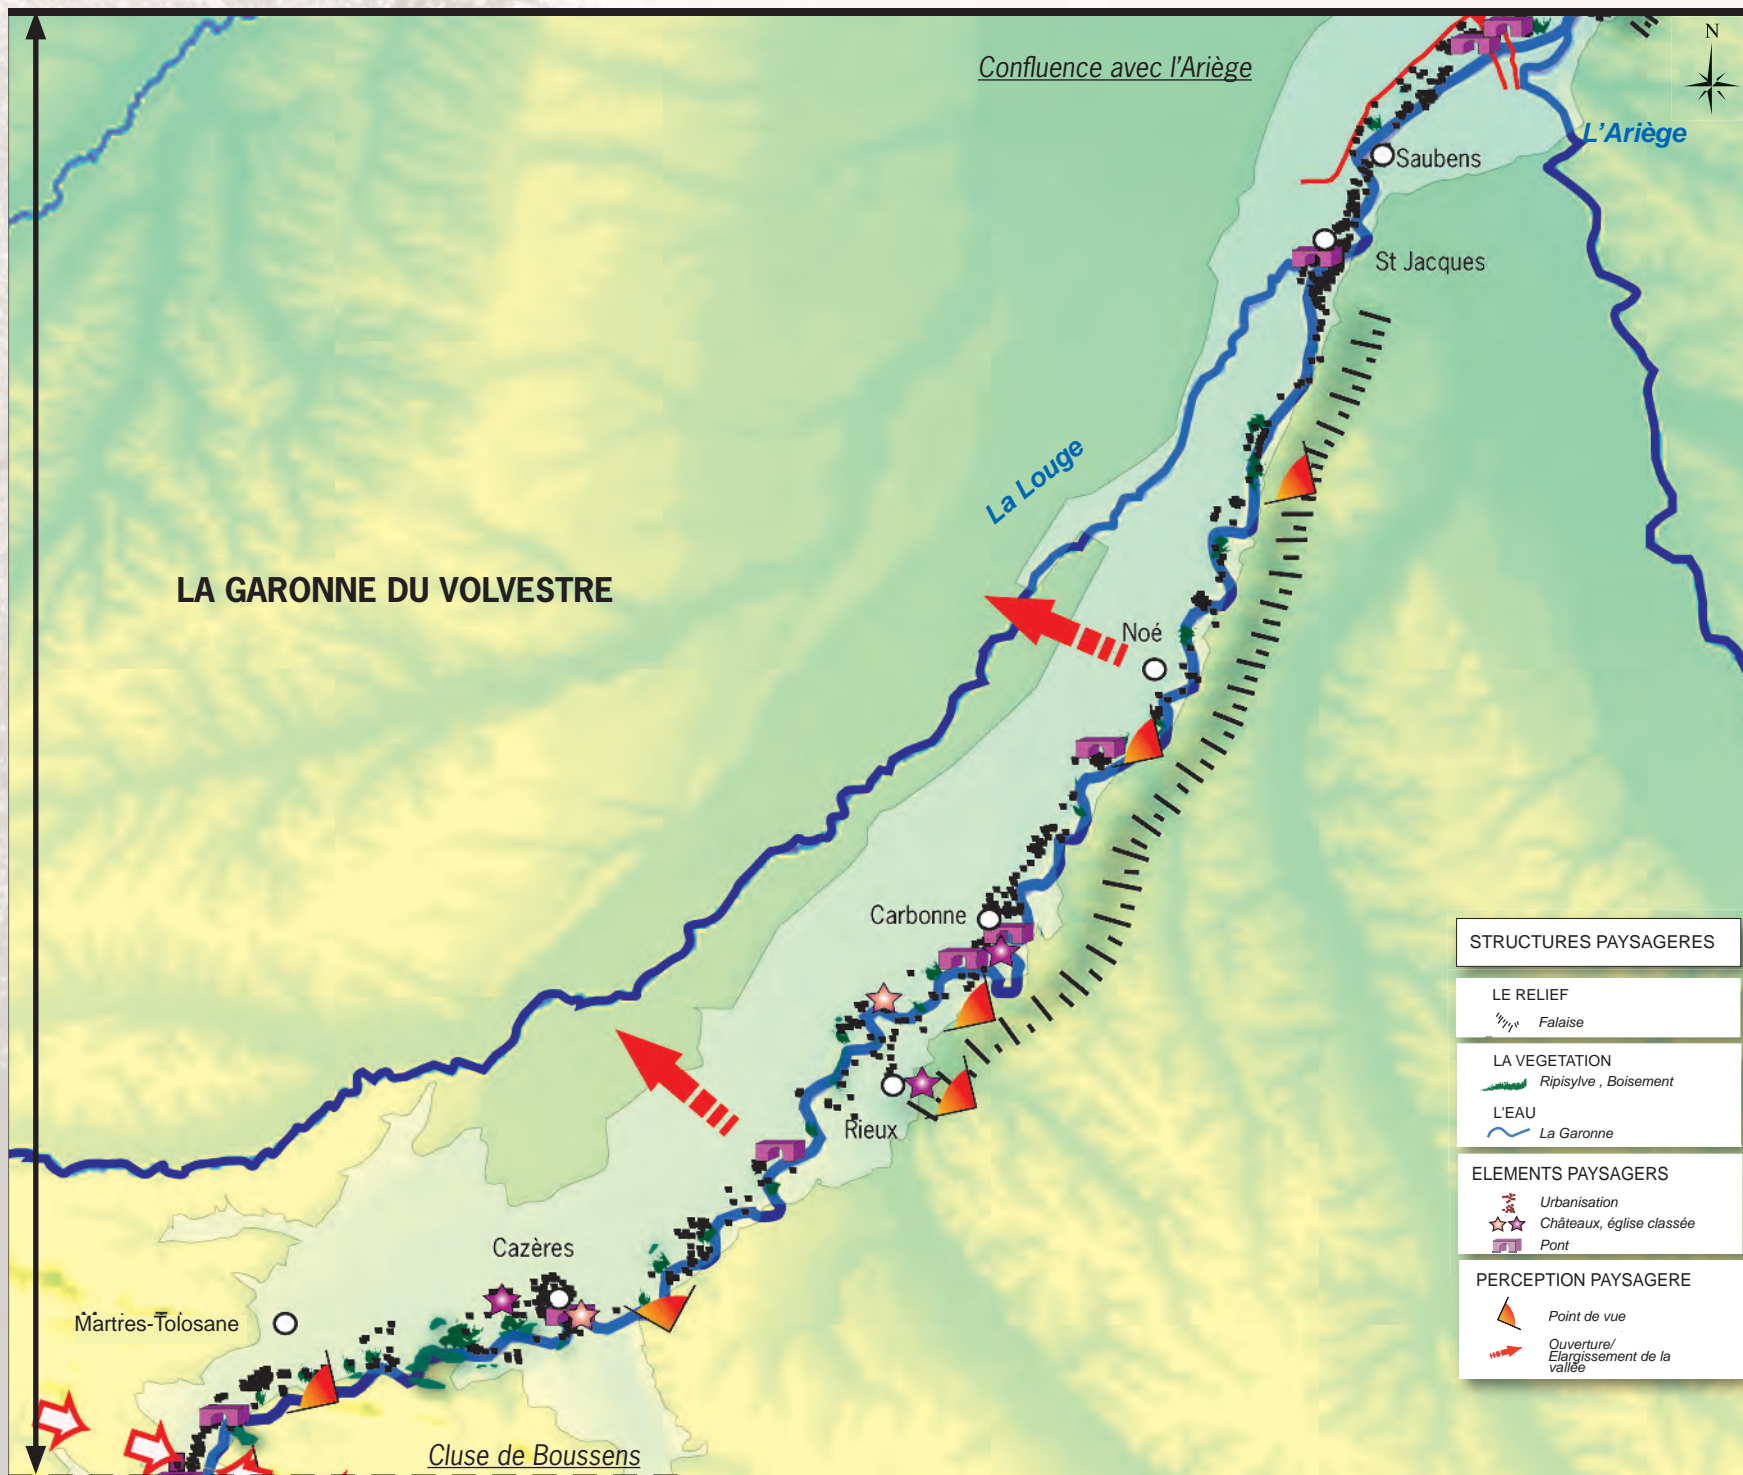 Confluence avec l'Ariège
N
L'Ariège
Saubens
St Jacques
La Louge
LA GARONNE DU VOLVESTRE
Noé
Carbonne
Rieux
Cazères
Martres-Tolosane
Cluse de Boussens
STRUCTURES PAYSAGERES
LE RELIEF
Falaise
LA VEGETATION
Ripisylve , Boisement
L'EAU
La Garonne
ELEMENTS PAYSAGERS
Urbanisation
Châteaux, église classée
Pont
PERCEPTION PAYSAGERE
Point de vue
Ouverture/
Elargissement de la
vallée